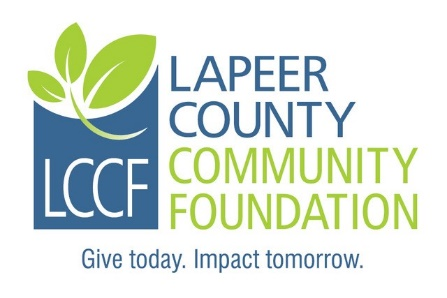 LCCF
LAPEER
COUNTY
COMMUNITY
FOUNDATION
Give today. Impact tomorrow.